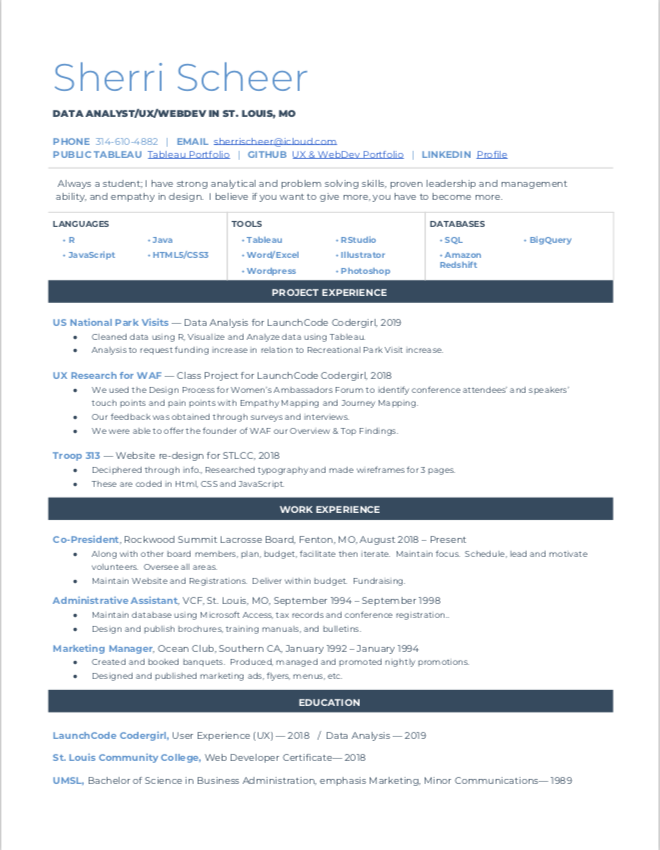 Sherri Scheer
DATA ANALYST/UX/WEBDEV IN ST. LOUIS, MO
PHONE 314-610-4882 | EMAIL sherrischeer@icloud.com
PUBLIC TABLEAU Tableau Portfolio | GITHUB UX & WebDev Portfolio | LINKEDIN Profile
Always a student; I have strong analytical and problem solving skills, proven leadership and management
ability, and empathy in design. I believe if you want to give more, you have to become more.
LANGUAGES
• R
• Java
• JavaScript
• HTML5/CSS3
TOOLS
• Tableau
• RStudio
• Word/Excel
• Illustrator
• Wordpress
• Photoshop
DATABASES
• SQL
• BigQuery
• Amazon
Redshift
PROJECT EXPERIENCE
US National Park Visits — Data Analysis for LaunchCode Codergirl, 2019
• Cleaned data using R, Visualize and Analyze data using Tableau.
• Analysis to request funding increase in relation to Recreational Park Visit increase.
UX Research for WAF — Class Project for LaunchCode Codergirl, 2018
• We used the Design Process for Women's Ambassadors Forum to identify conference attendees' and speakers'
touch points and pain points with Empathy Mapping and Journey Mapping.
• Our feedback was obtained through surveys and interviews.
• We were able to offer the founder of WAF our Overview & Top Findings.
Troop 313 — Website re-design for STLCC, 2018
• Deciphered through info., Researched typography and made wireframes for 3 pages.
• These are coded in Html, CSS and JavaScript.
WORK EXPERIENCE
Co-President, Rockwood Summit Lacrosse Board, Fenton, MO, August 2018 – Present
• Along with other board members, plan, budget, facilitate then iterate. Maintain focus. Schedule, lead and motivate
volunteers. Oversee all areas.
• Maintain Website and Registrations. Deliver within budget. Fundraising.
Administrative Assistant, VCF, St. Louis, MO, September 1994 – September 1998
• Maintain database using Microsoft Access, tax records and conference registration..
• Design and publish brochures, training manuals, and bulletins.
Marketing Manager, Ocean Club, Southern CA, January 1992 – January 1994
• Created and booked banquets. Produced, managed and promoted nightly promotions.
• Designed and published marketing ads, flyers, menus, etc.
EDUCATION
LaunchCode Codergirl, User Experience (UX) — 2018 / Data Analysis — 2019
St. Louis Community College, Web Developer Certificate— 2018
UMSL, Bachelor of Science in Business Administration, emphasis Marketing, Minor Communications— 1989